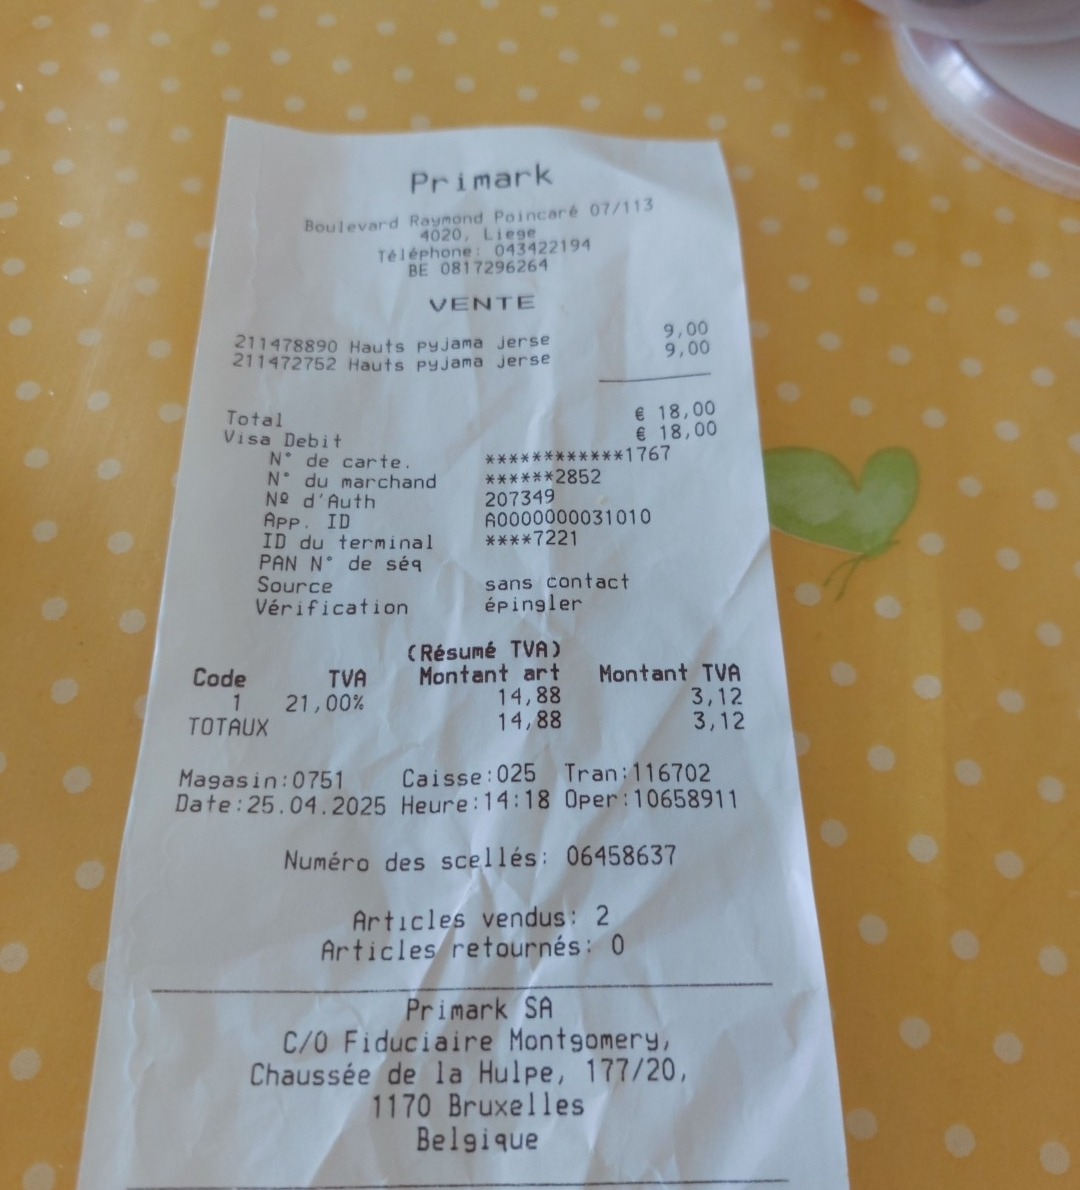 Primark
Boulevard Raymond Poincaré 07/113
4020, Liege
Téléphone: 043422194
BE 0817296264
VENTE
211478890 Hauts pyjama jerse 9,00
211472752 Hauts pyjama jerse 9,00
Total € 18,00
Visa Debit € 18,00
N° de carte. ************1767
N° du marchand ******2852
Nº d'Auth 207349
App. ID A0000000031010
ID du terminal ****7221
PAN N° de séq
Source sans contact
Vérification épingler
(Résumé TVA)
Code TVA Montant art Montant TVA
1 21,00% 14,88 3,12
TOTAUX 14,88 3,12
Magasin:0751 Caisse:025 Tran:116702
Date:25.04.2025 Heure:14:18 Oper:10658911
Numéro des scellés: 06458637
Articles vendus: 2
Articles retournés: 0
Primark SA
C/O Fiduciaire Montgomery,
Chaussée de la Hulpe, 177/20,
1170 Bruxelles
Belgique